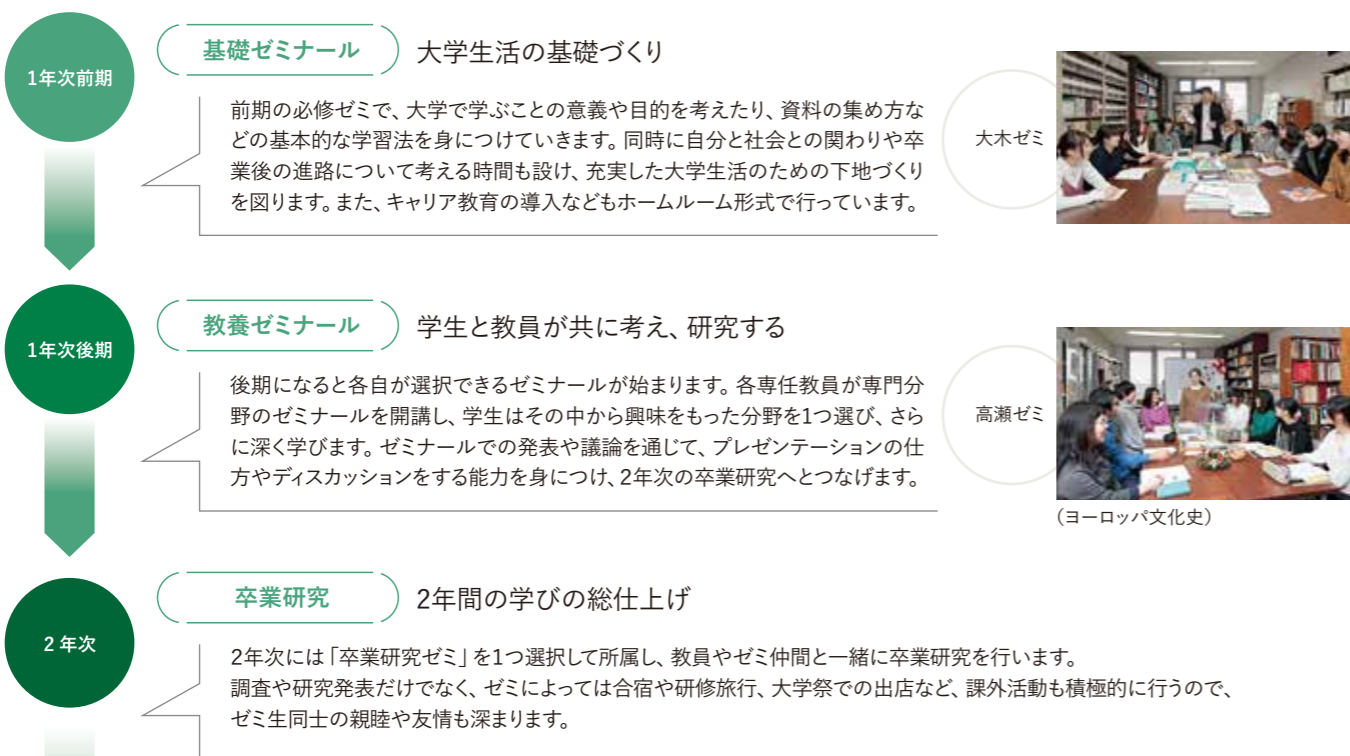 1年次前期
基礎ゼミナール 大学生活の基礎づくり
前期の必修ゼミで、大学で学ぶことの意義や目的を考えたり、資料の集め方な
どの基本的な学習法を身につけていきます。同時に自分と社会との関わりや卒
業後の進路について考える時間も設け、充実した大学生活のための下地づくり
を図ります。また、キャリア教育の導入などもホームルーム形式で行っています。
大木ゼミ
1年次後期
教養ゼミナール 学生と教員が共に考え、研究する
後期になると各自が選択できるゼミナールが始まります。各専任教員が専門分
野のゼミナールを開講し、学生はその中から興味をもった分野を1つ選び、さら
に深く学びます。ゼミナールでの発表や議論を通じて、プレゼンテーションの仕
方やディスカッションをする能力を身につけ、2年次の卒業研究へとつなげます。
高瀬ゼミ
（ヨーロッパ文化史）
2年次
卒業研究 2年間の学びの総仕上げ
2年次には「卒業研究ゼミ」を1つ選択して所属し、教員やゼミ仲間と一緒に卒業研究を行います。
調査や研究発表だけでなく、ゼミによっては合宿や研修旅行、大学祭での出店など、課外活動も積極的に行うので、
ゼミ生同士の親睦や友情も深まります。